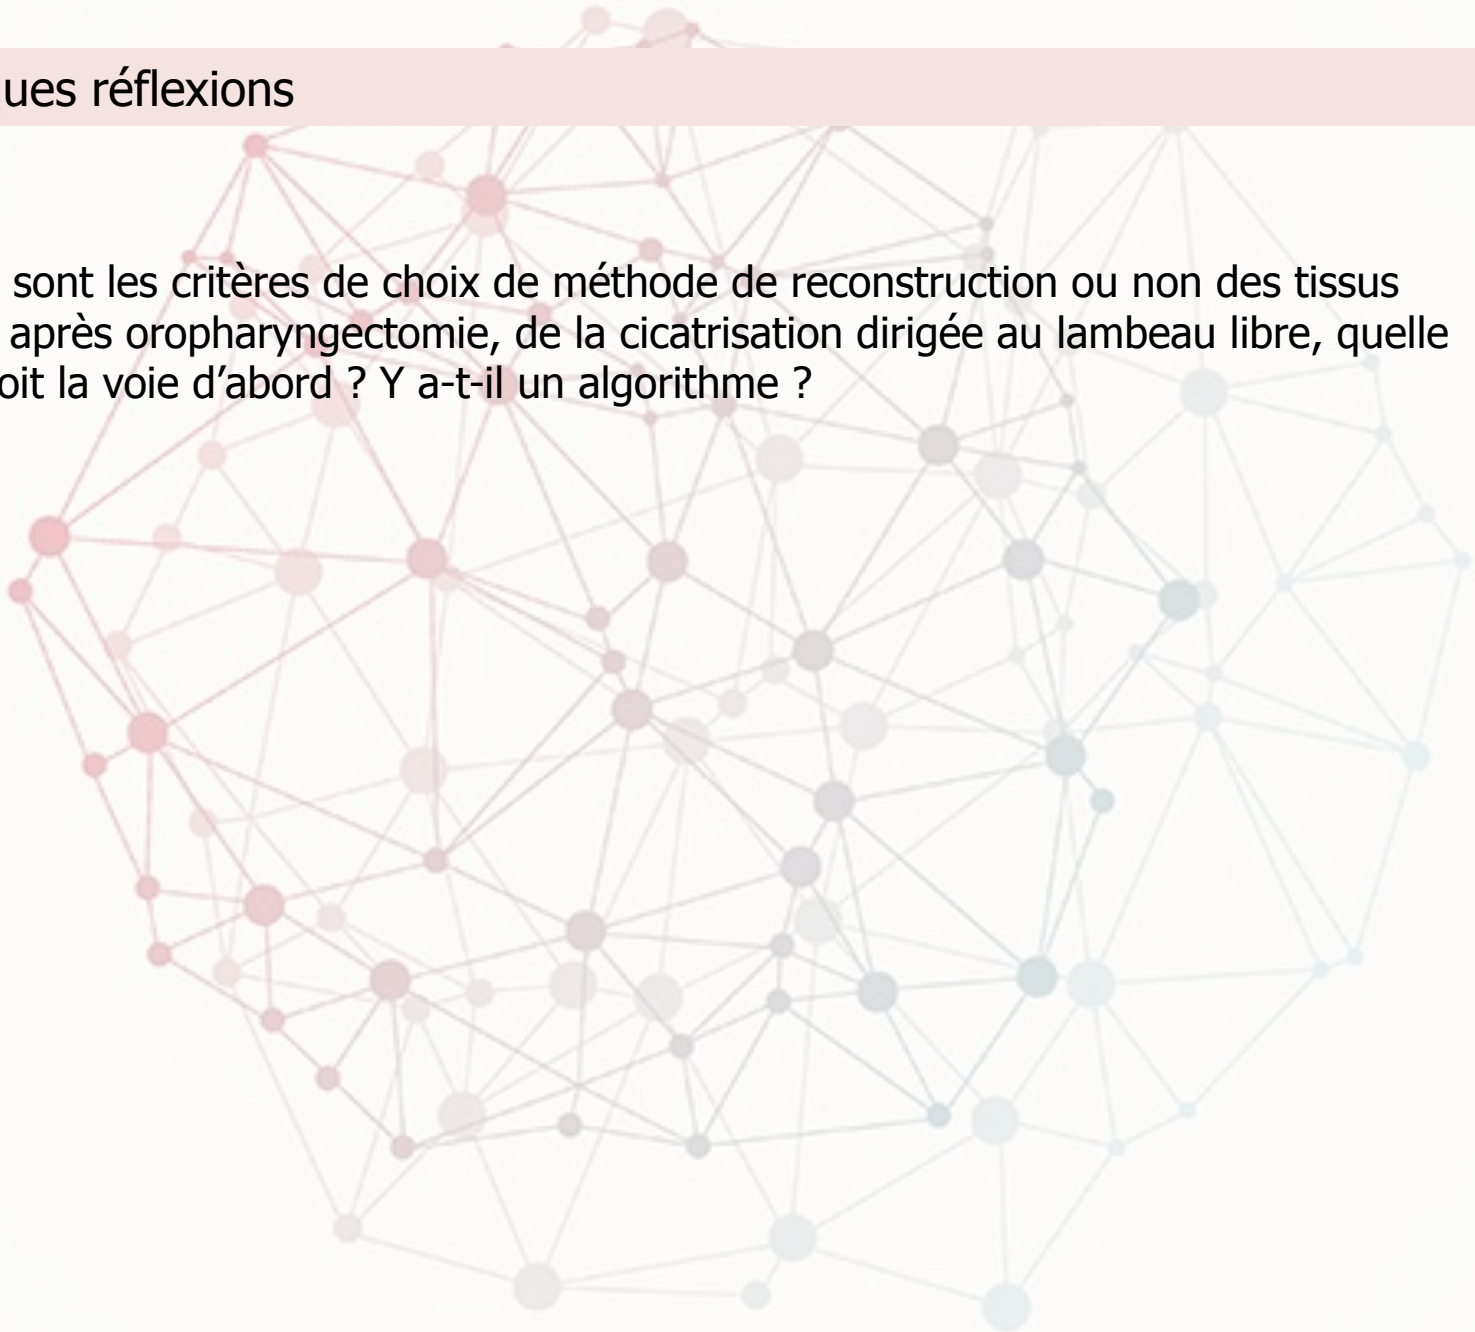 ues réflexions
sont les critères de choix de méthode de reconstruction ou non des tissus
après oropharyngectomie, de la cicatrisation dirigée au lambeau libre, quelle
oit la voie d’abord ? Y a-t-il un algorithme ?